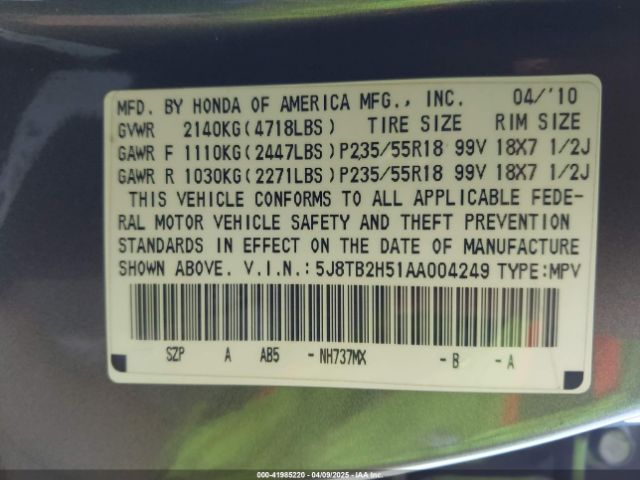 MFD. BY HONDA OF AMERICA MFG., INC. 04/'10
GVWR 2140KG(4718LBS) TIRE SIZE RIM SIZE
GAWR F 1110KG(2447LBS)P235/55R18 99V 18X7 1/2J
GAWR R 1030KG(2271LBS)P235/55R18 99V 18X7 1/2J
THIS VEHICLE CONFORMS TO ALL APPLICABLE FEDE-
RAL MOTOR VEHICLE SAFETY AND THEFT PREVENTION
STANDARDS IN EFFECT ON THE DATE OF MANUFACTURE
SHOWN ABOVE. V.I.N.:5J8TB2H51AA004249 TYPE:MPV
SZP A AB5 -NH737MX -B -A
000-41985220 - 04/09/2025 - IAAI.COM